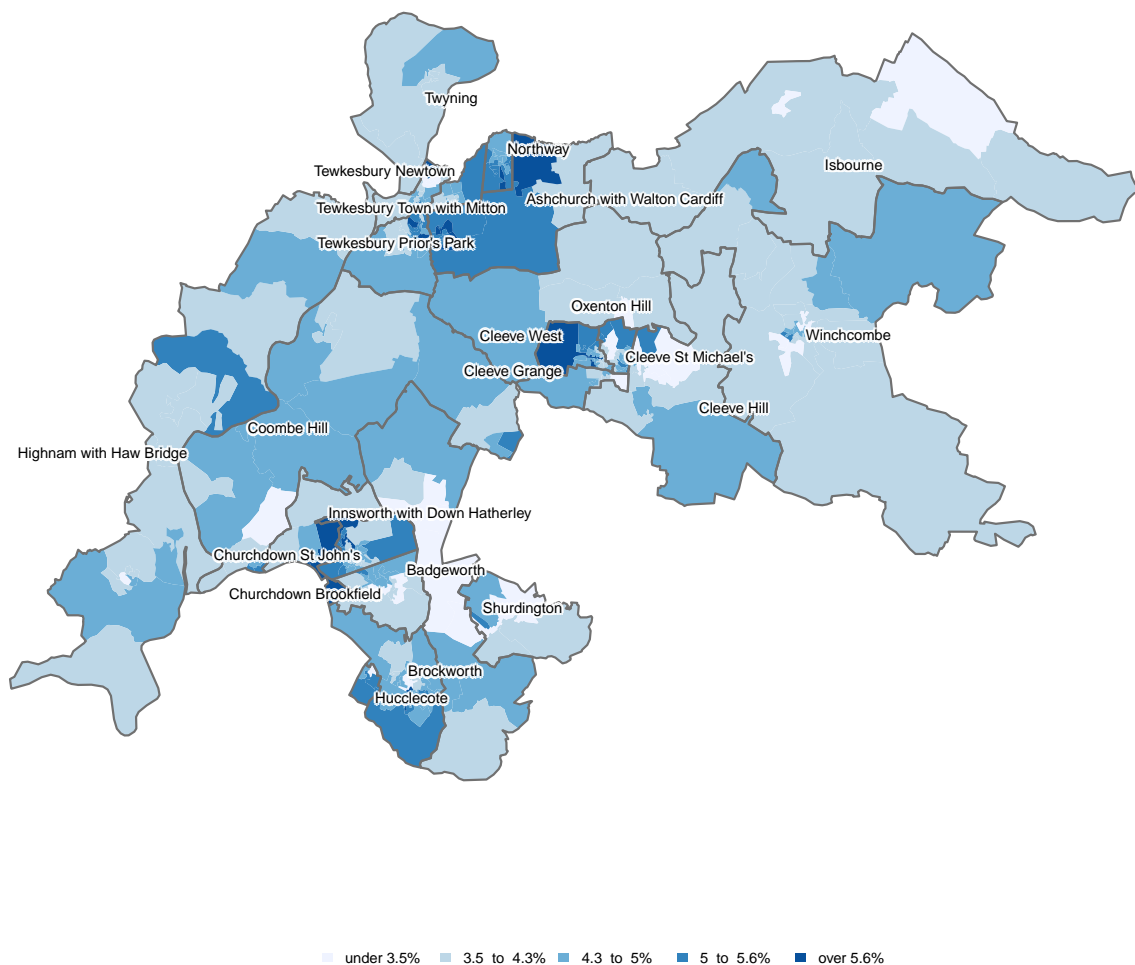 Twyning
Northway
Tewkesbury Newtown
Isbourne
Ashchurch with Walton Cardiff
Tewkesbury Town with Mitton
Tewkesbury Prior's Park
Oxenton Hill
Cleeve West
Winchcombe
Cleeve St Michael's
Cleeve Grange
Cleeve Hill
Coombe Hill
Highnam with Haw Bridge
Innsworth with Down Hatherley
Churchdown St John's
Badgeworth
Churchdown Brookfield
Shurdington
Brockworth
Hucclecote
under 3.5% 3.5 to 4.3% 4.3 to 5% 5 to 5.6% over 5.6%